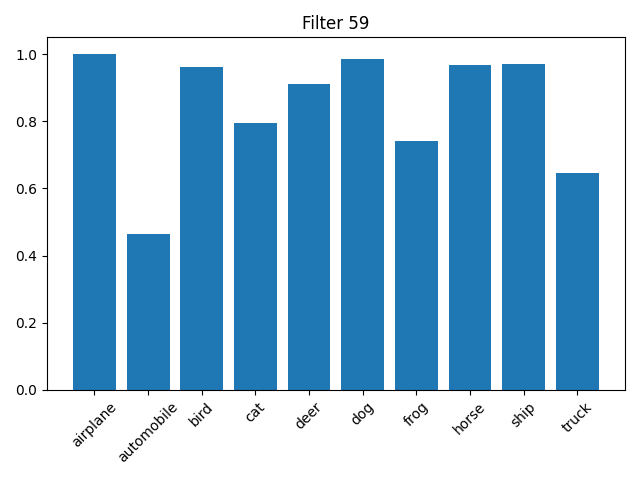 Filter 59
1.0
0.8
0.6
0.4
0.2
0.0
airplane
automobile
bird
cat
deer
dog
frog
horse
ship
truck